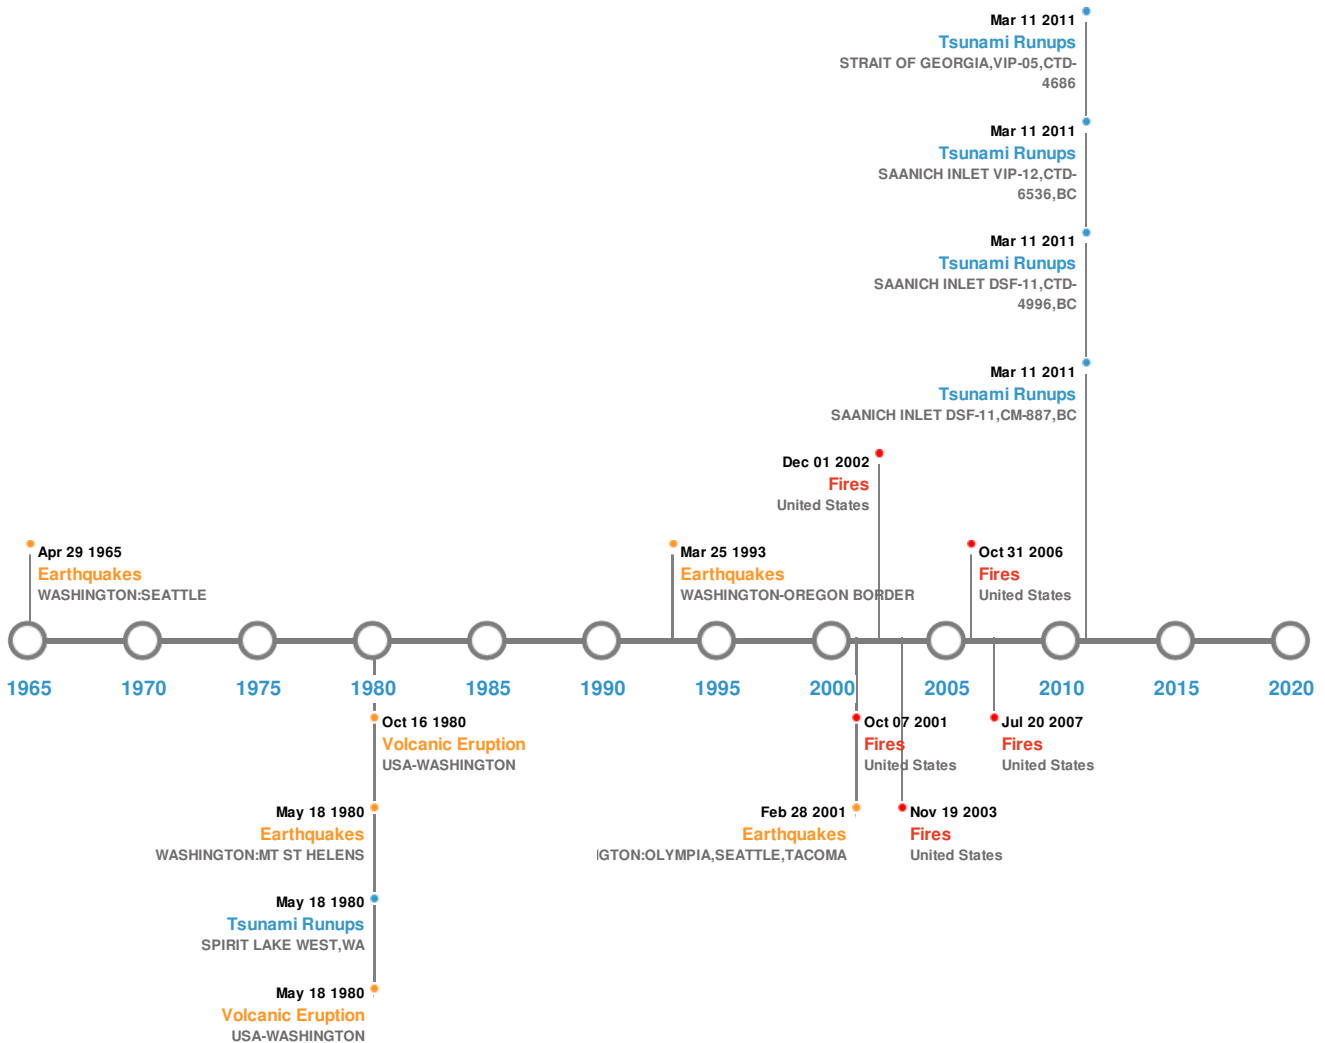 Mar 11 2011
Tsunami Runups
STRAIT OF GEORGIA,VIP-05,CTD-
4686
Mar 11 2011
Tsunami Runups
SAANICH INLET VIP-12,CTD-
6536,BC
Mar 11 2011
Tsunami Runups
SAANICH INLET DSF-11,CTD-
4996,BC
Mar 11 2011
Tsunami Runups
SAANICH INLET DSF-11,CM-887,BC
Dec 01 2002
Fires
United States
Apr 29 1965
Earthquakes
WASHINGTON:SEATTLE
Mar 25 1993
Earthquakes
WASHINGTON-OREGON BORDER
Oct 31 2006
Fires
United States
1965 1970 1975 1980 1985 1990 1995 2000 2005 2010 2015 2020
Oct 16 1980
Volcanic Eruption
USA-WASHINGTON
Oct 07 2001
Fires
United States
Jul 20 2007
Fires
United States
May 18 1980
Earthquakes
WASHINGTON:MT ST HELENS
Feb 28 2001
Earthquakes
IGTON:OLYMPIA,SEATTLE,TACOMA
Nov 19 2003
Fires
United States
May 18 1980
Tsunami Runups
SPIRIT LAKE WEST,WA
May 18 1980
Volcanic Eruption
USA-WASHINGTON